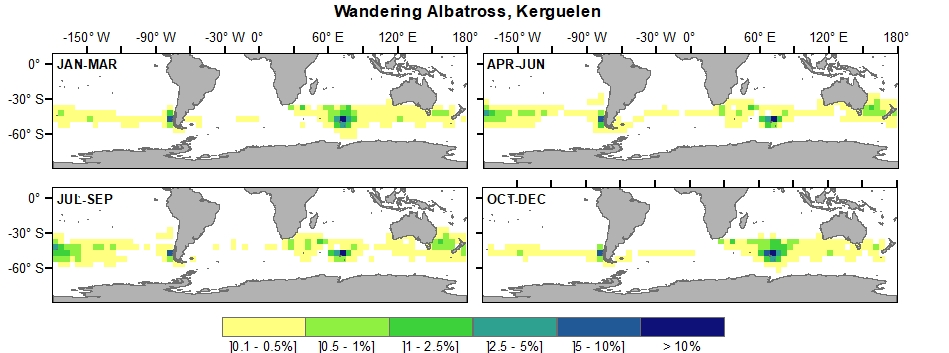 Wandering Albatross, Kerguelen
-150° W -90° W -30° W 0° 60° E 120° E 180° -150° W -90° W -30° W 0° 60° E 120° E 180°
0° JAN-MAR APR-JUN
-30° S
-60° S
0° JUL-SEP OCT-DEC
-30° S
-60° S
]0.1 - 0.5%] ]0.5 - 1%] ]1 - 2.5%] ]2.5 - 5%] ]5 - 10%] > 10%